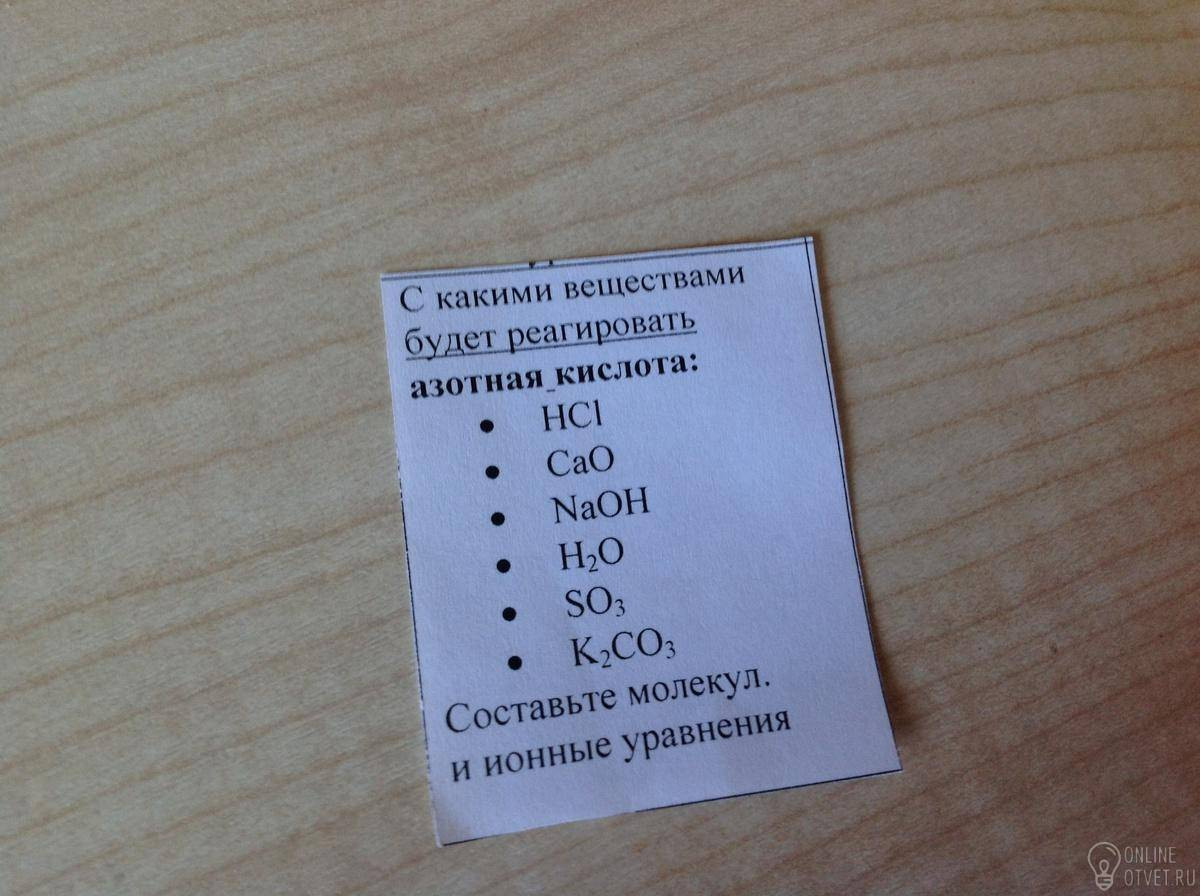 С какими веществами
будет реагировать
азотная кислота:
• HCl
• CaO
• NaOH
• H₂O
• SO₃
• K₂CO₃
Составьте молекул.
и ионные уравнения
ONLINE
OTVET.RU